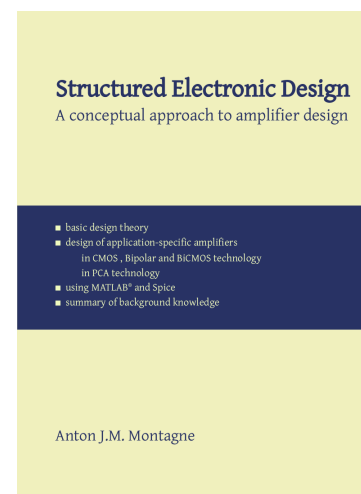 Structured Electronic Design
A conceptual approach to amplifier design
■ basic design theory
■ design of application-specific amplifiers
in CMOS , Bipolar and BiCMOS technology
in PCA technology
■ using MATLAB® and Spice
■ summary of background knowledge
Anton J.M. Montagne